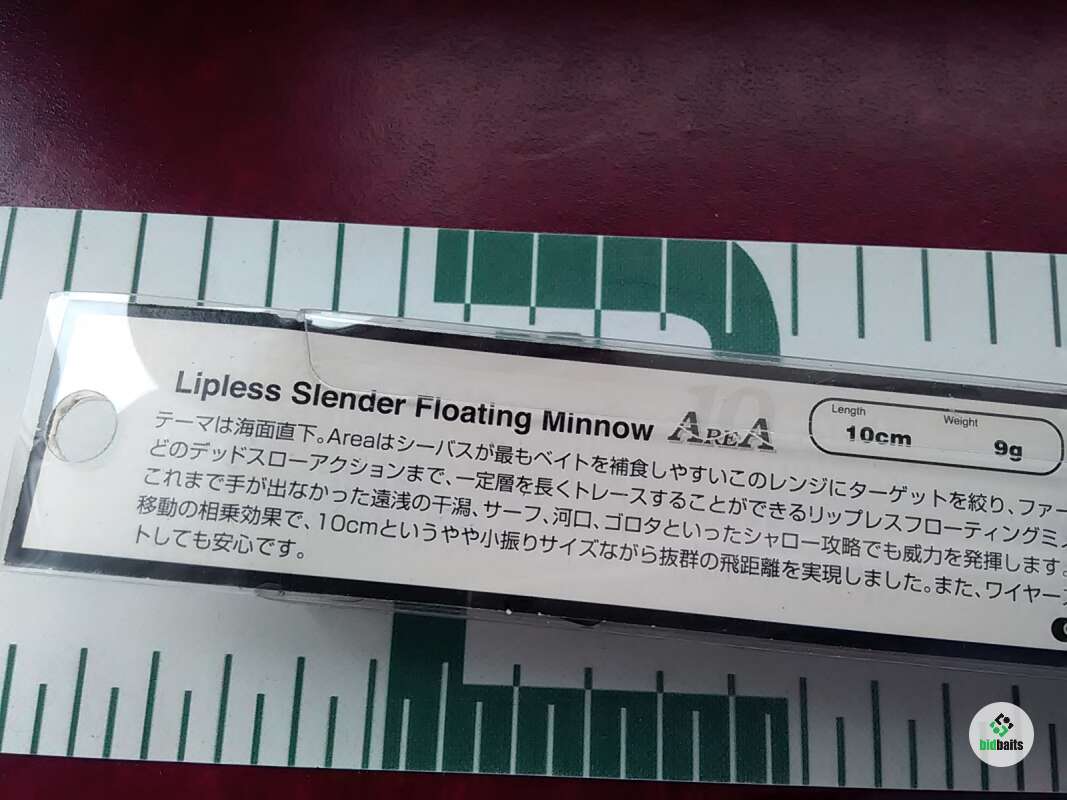 Lipless Slender Floating Minnow AREA 10
Length 10cm
Weight 9g
テーマは海面直下。Areaはシーバスが最もベイトを補食しやすいこのレンジにターゲットを絞り、ファー
どのデッドスローアクションまで、一定層を長くトレースすることができるリップレスフローティングミ
これまで手が出なかった遠浅の干潟、サーフ、河口、ゴロタといったシャロー攻略でも威力を発揮します。
移動の相乗効果で、10cmというやや小振りサイズながら抜群の飛距離を実現しました。また、ワイヤー
トしても安心です。
bidbaits